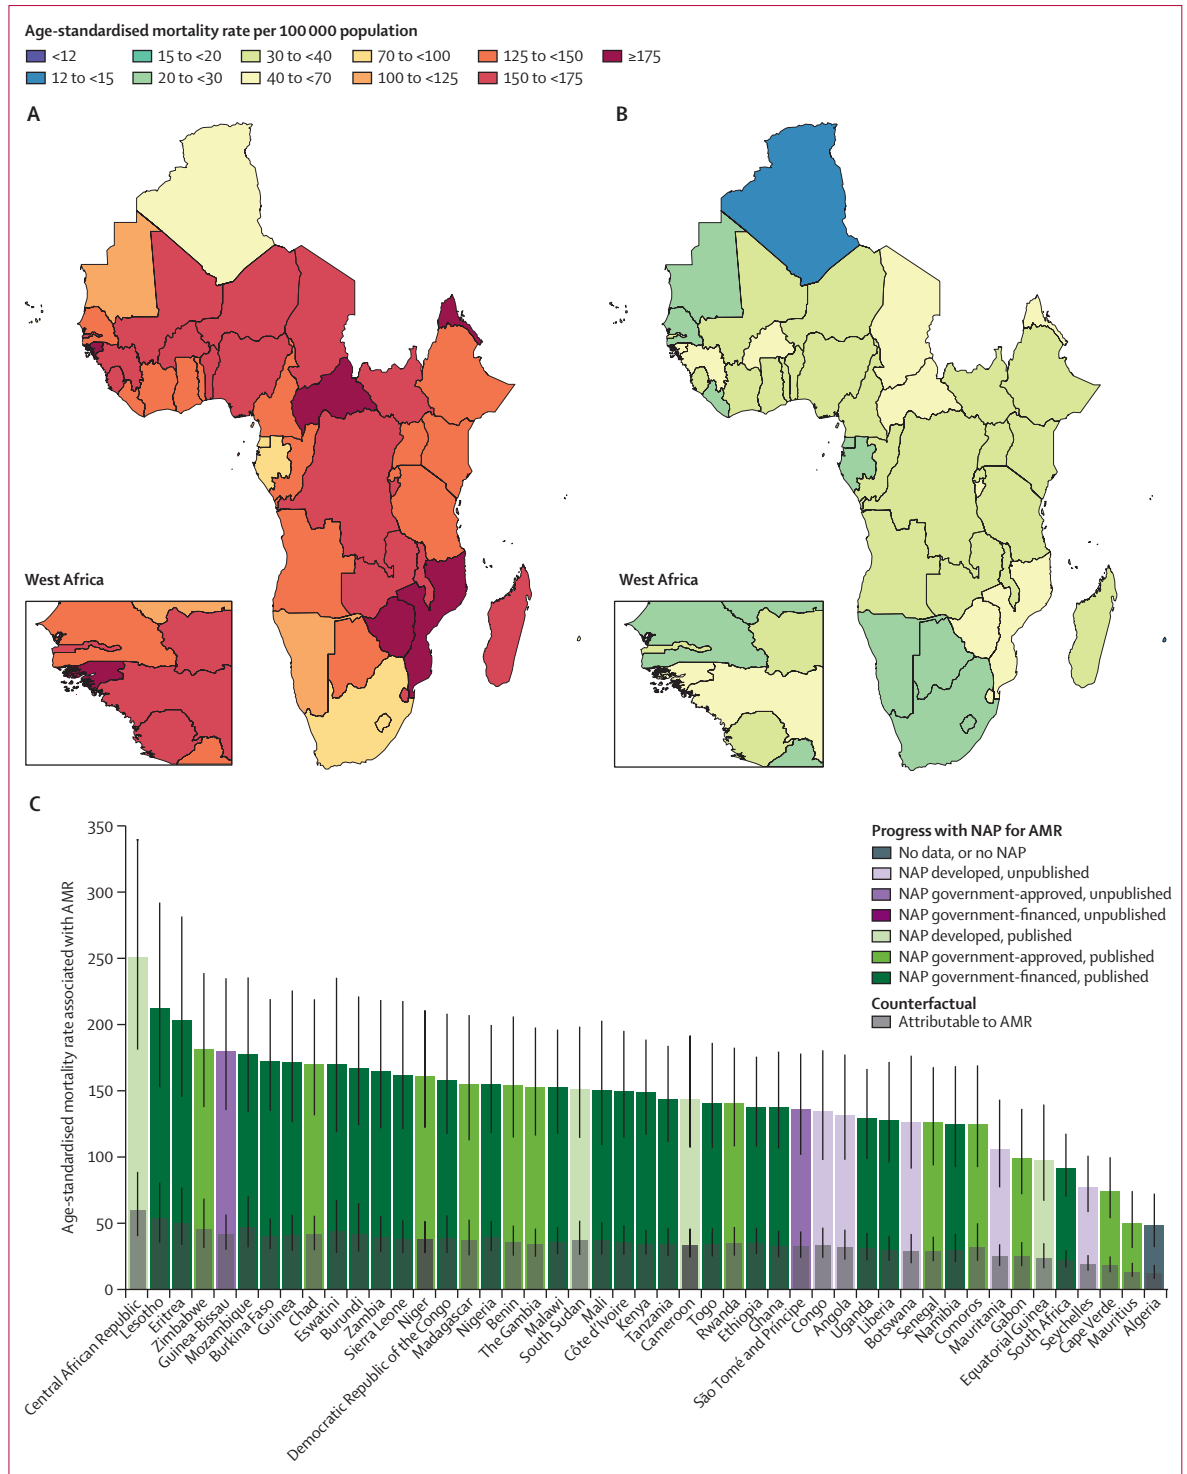 Age-standardised mortality rate per 100 000 population
<12 15 to <20 30 to <40 70 to <100 125 to <150 ≥175
12 to <15 20 to <30 40 to <70 100 to <125 150 to <175
A B
West Africa West Africa
C
Age-standardised mortality rate associated with AMR
350
300
250
200
150
100
50
0
Progress with NAP for AMR
No data, or no NAP
NAP developed, unpublished
NAP government-approved, unpublished
NAP government-financed, unpublished
NAP developed, published
NAP government-approved, published
NAP government-financed, published
Counterfactual
Attributable to AMR
Central African Republic
Lesotho
Eritrea
Zimbabwe
Guinea-Bissau
Mozambique
Burkina Faso
Guinea
Chad
Eswatini
Burundi
Zambia
Sierra Leone
Niger
Democratic Republic of the Congo
Madagascar
Nigeria
Benin
The Gambia
Malawi
South Sudan
Mali
Côte d'Ivoire
Kenya
Tanzania
Cameroon
Togo
Rwanda
Ethiopia
Ghana
São Tomé and Príncipe
Congo
Angola
Uganda
Liberia
Botswana
Senegal
Namibia
Comoros
Mauritania
Gabon
Equatorial Guinea
South Africa
Seychelles
Cape Verde
Mauritius
Algeria